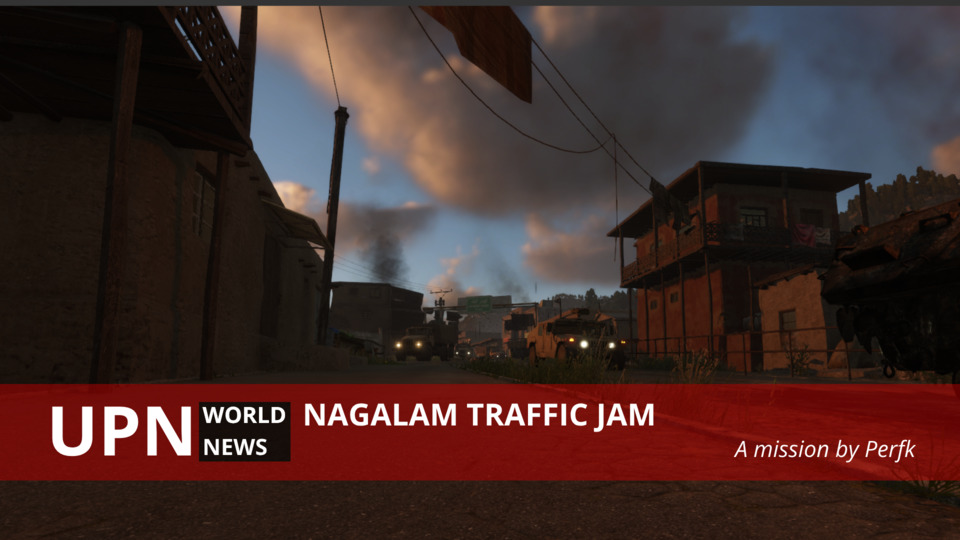 UPN
WORLD
NEWS
NAGALAM TRAFFIC JAM
A mission by Perfk